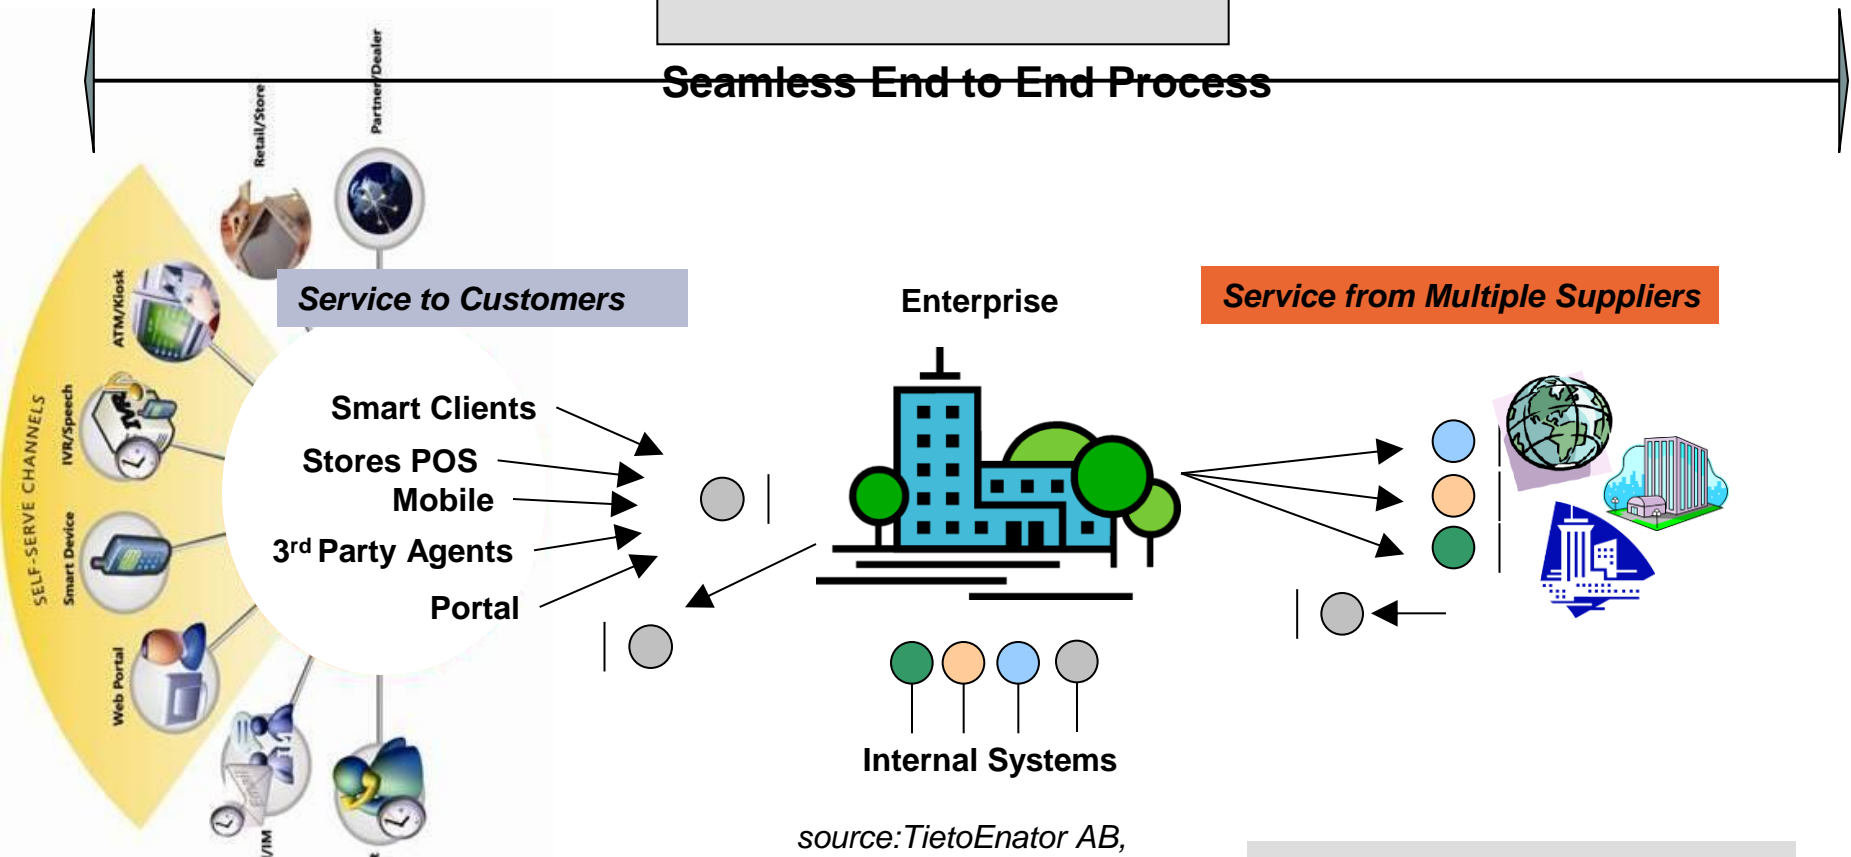 Seamless End to End Process
Partner/Dealer
Retail/Store
Service to Customers
Enterprise
Service from Multiple Suppliers
ATM/Kiosk
IVR/Speech
IVR
SELF-SERVE CHANNELS
Smart Device
Web Portal
Smart Clients
Stores POS
Mobile
3rd Party Agents
Portal
Internal Systems
/IM
source:TietoEnator AB,